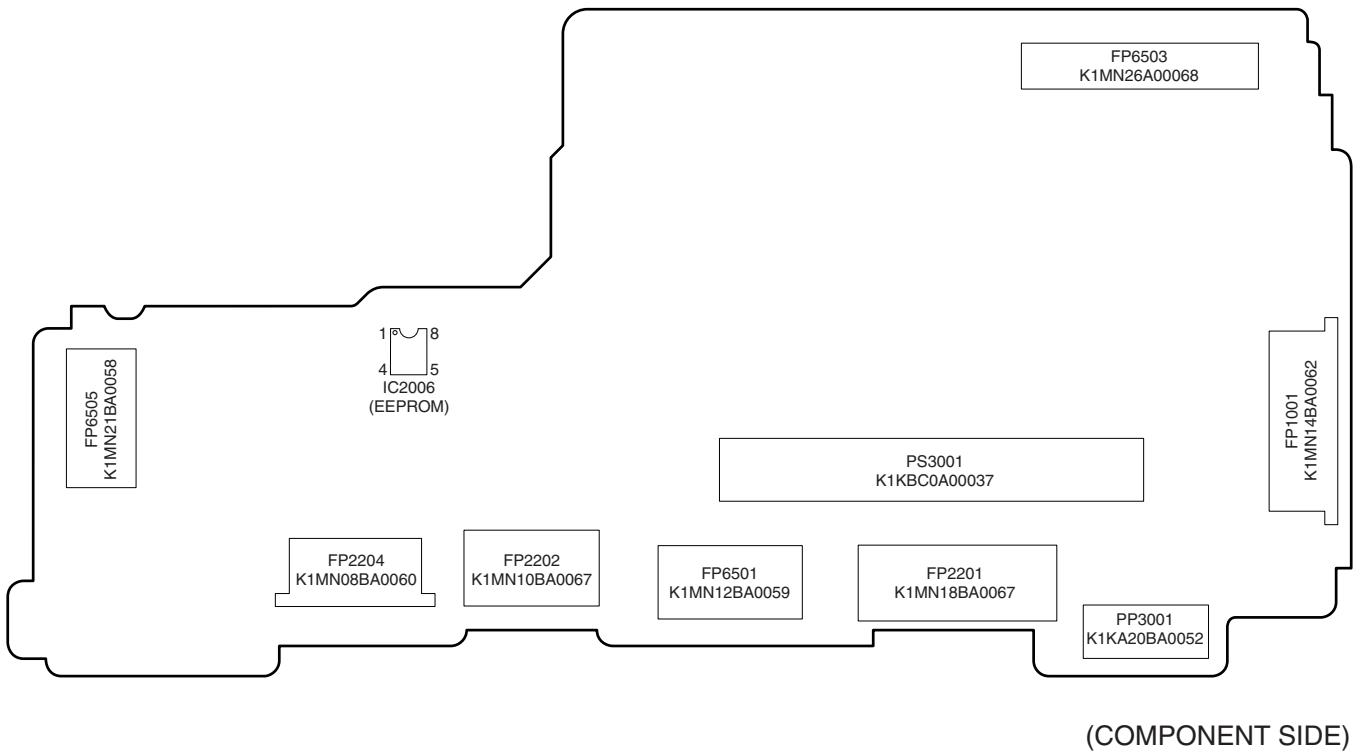 FP6503
K1MN26A00068
1 8
4 5
IC2006
(EEPROM)
FP6505
K1MN21BA0058
FP1001
K1MN14BA0062
PS3001
K1KBC0A00037
FP2204
K1MN08BA0060
FP2202
K1MN10BA0067
FP6501
K1MN12BA0059
FP2201
K1MN18BA0067
PP3001
K1KA20BA0052
(COMPONENT SIDE)